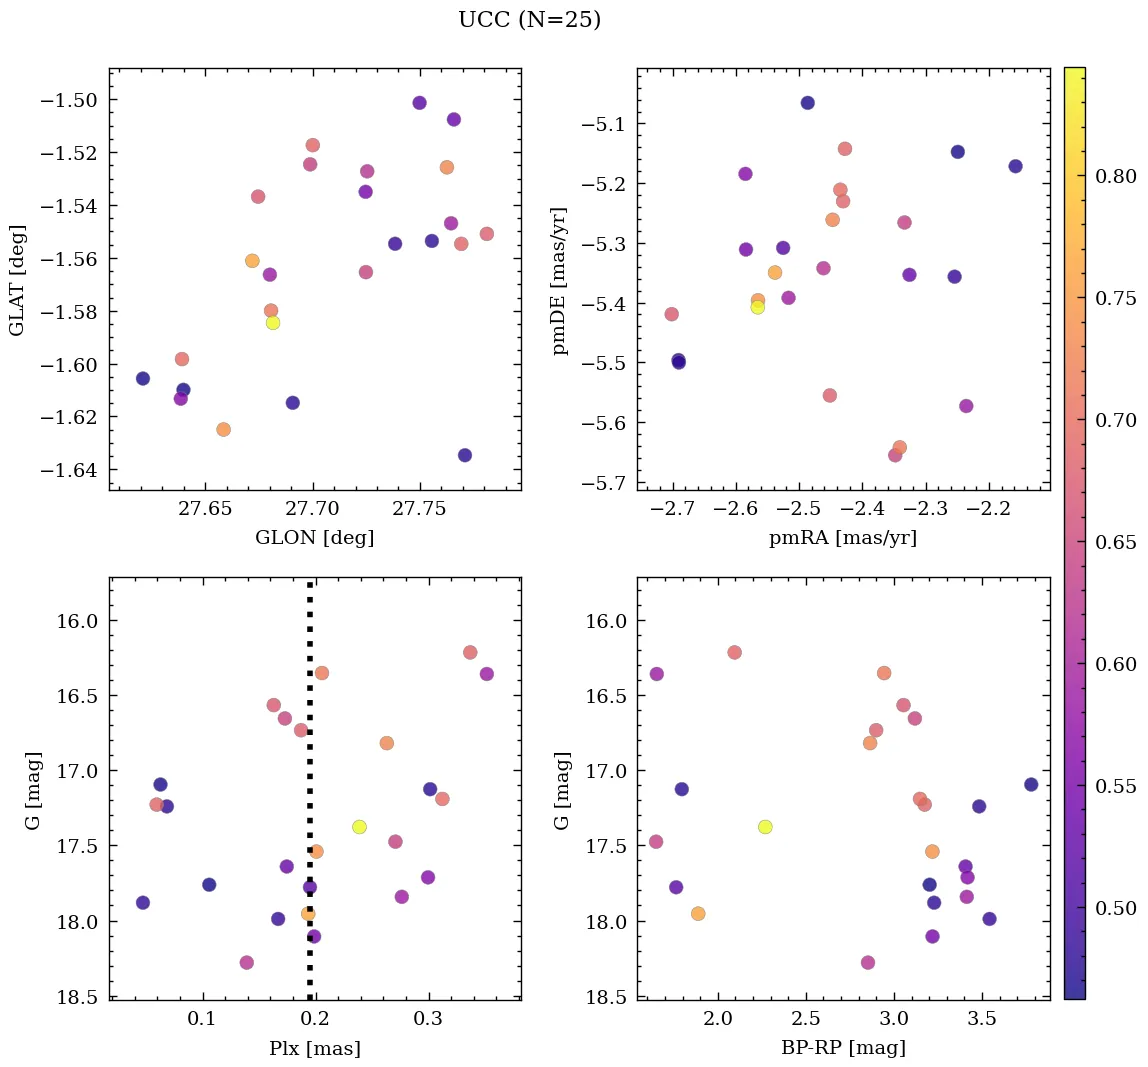 UCC (N=25)
−1.50
−1.52
−1.54
−1.56
−1.58
−1.60
−1.62
−1.64
GLAT [deg]
27.65 27.70 27.75
GLON [deg]
−5.1
−5.2
−5.3
−5.4
−5.5
−5.6
−5.7
pmDE [mas/yr]
−2.7 −2.6 −2.5 −2.4 −2.3 −2.2
pmRA [mas/yr]
16.0
16.5
17.0
17.5
18.0
18.5
G [mag]
0.1 0.2 0.3
Plx [mas]
16.0
16.5
17.0
17.5
18.0
18.5
G [mag]
2.0 2.5 3.0 3.5
BP-RP [mag]
0.80
0.75
0.70
0.65
0.60
0.55
0.50